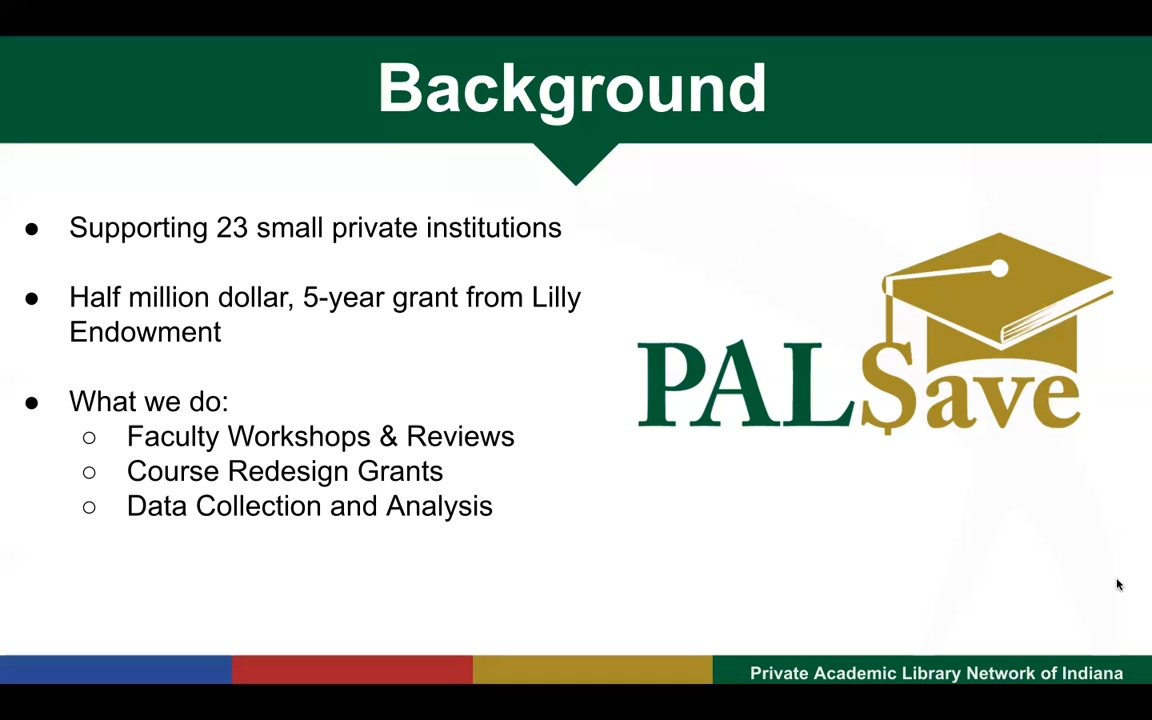 Background
● Supporting 23 small private institutions
● Half million dollar, 5-year grant from Lilly
Endowment
● What we do:
○ Faculty Workshops & Reviews
○ Course Redesign Grants
○ Data Collection and Analysis
PALSave
Private Academic Library Network of Indiana